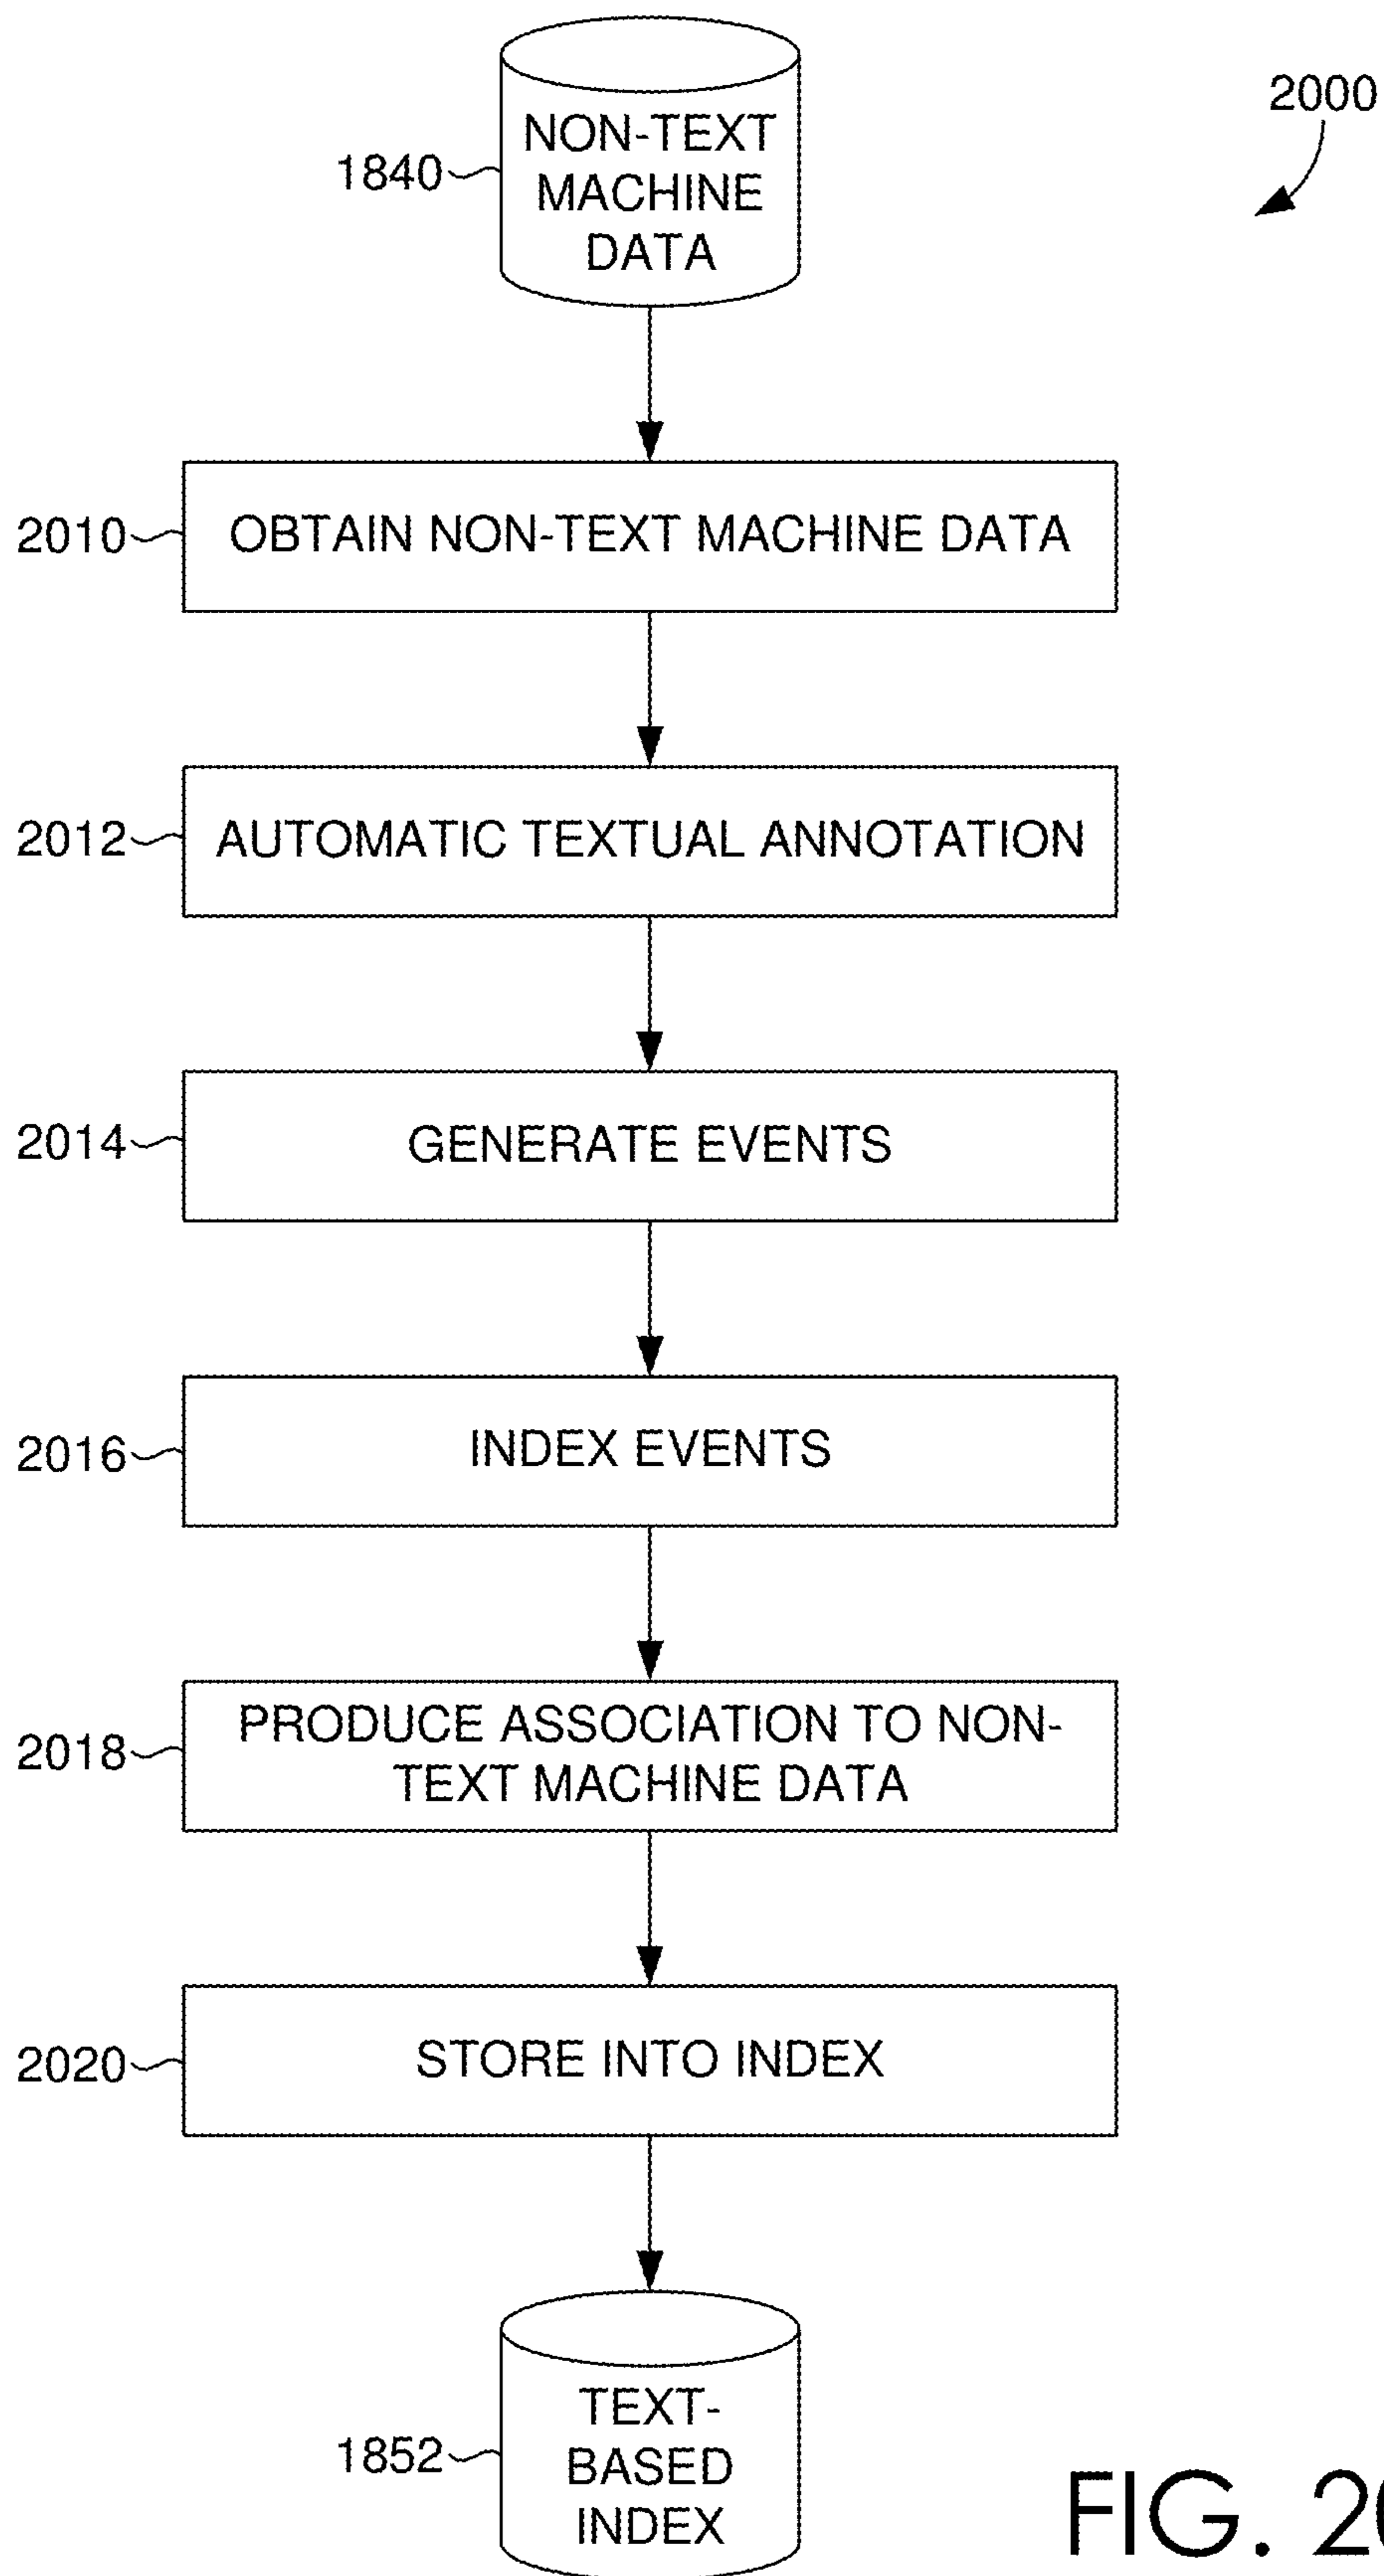 2000
NON-TEXT
1840
MACHINE
DATA
2010
OBTAIN NON-TEXT MACHINE DATA
2012
AUTOMATIC TEXTUAL ANNOTATION
2014
GENERATE EVENTS
2016
INDEX EVENTS
2018
PRODUCE ASSOCIATION TO NON-
TEXT MACHINE DATA
2020
STORE INTO INDEX
1852
TEXT-
BASED
INDEX
FIG. 20